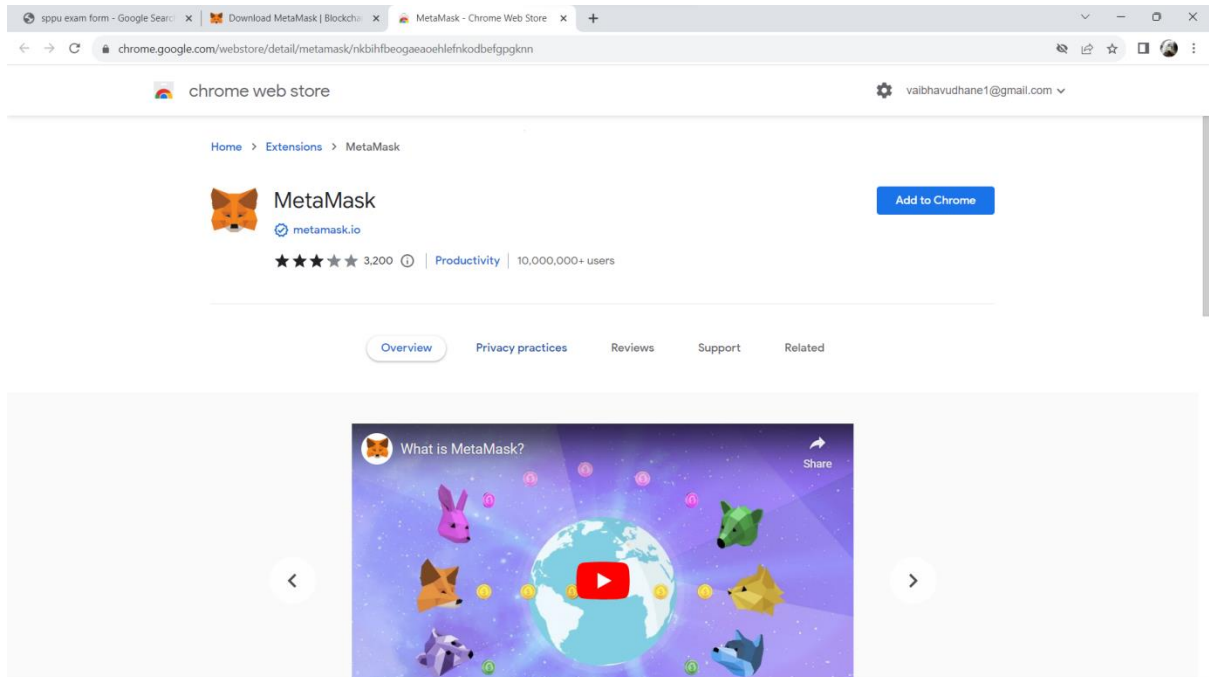 sppu exam form - Google Searc
Download MetaMask | Blockcha
MetaMask - Chrome Web Store
chrome.google.com/webstore/detail/metamask/nkbihfbeogaeaoehlefnkodbefgpgknn
chrome web store
vaibhavudhane1@gmail.com
Home > Extensions > MetaMask
MetaMask
Add to Chrome
metamask.io
3,200
Productivity
10,000,000+ users
Overview
Privacy practices
Reviews
Support
Related
What is MetaMask?
Share